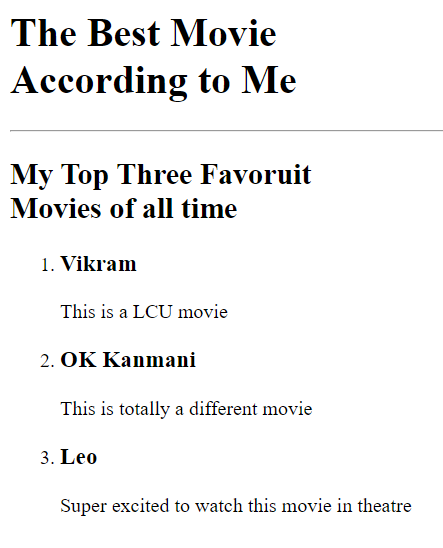 The Best Movie
According to Me
My Top Three Favoruit
Movies of all time
1. Vikram
This is a LCU movie
2. OK Kanmani
This is totally a different movie
3. Leo
Super excited to watch this movie in theatre